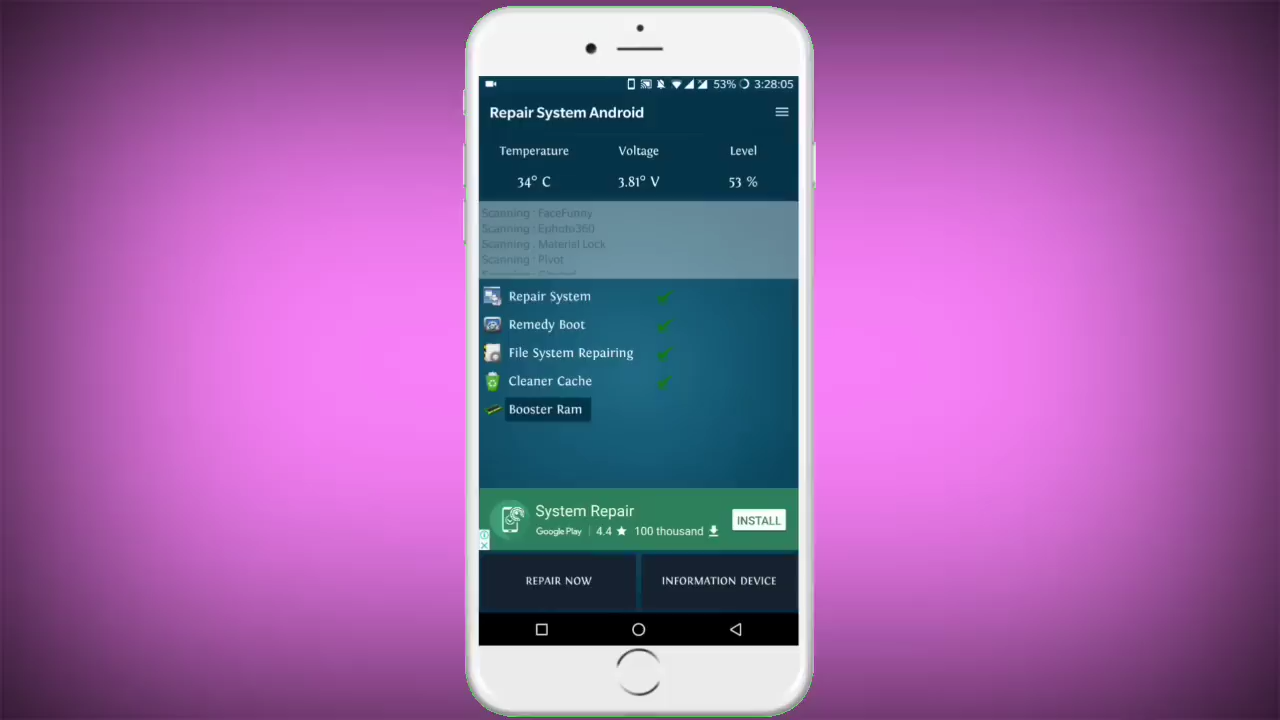 53% 3:28:05
Repair System Android
Temperature Voltage Level
34° C 3.81° V 53 %
Scanning : FaceFunny
Scanning : Ephoto360
Scanning : Material Lock
Scanning : Pivot
Scanning :
Repair System
Remedy Boot
File System Repairing
Cleaner Cache
Booster Ram
System Repair
Google Play 4.4 ★ 100 thousand
INSTALL
REPAIR NOW INFORMATION DEVICE